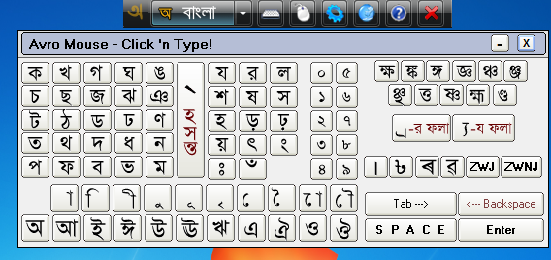 অ বাংলা
Avro Mouse - Click 'n Type!
ক খ গ ঘ ঙ ্ য র ল ০ ৫ ক্ষ ঙ্ক ঙ্গ জ্ঞ ঞ্চ ঞ্জ
চ ছ জ ঝ ঞ হসন্ত শ ষ স ১ ৬ ঞ্ছ ত্ত ষ্ণ হ্ম ণ্ড
ট ঠ ড ঢ ণ হ ড় ঢ় ২ ৭ ্র-র ফলা ্য-য ফলা
ত থ দ ধ ন য় ৎ ং ৩ ৮
প ফ ব ভ ম ঃ ঁ ৪ ৯ । ৳ ৰ ৱ ZWJ ZWNJ
া ি ী ু ূ ৃ ে ৈ ো ৌ Tab ---> <--- Backspace
অ আ ই ঈ উ ঊ ঋ এ ঐ ও ঔ S P A C E Enter